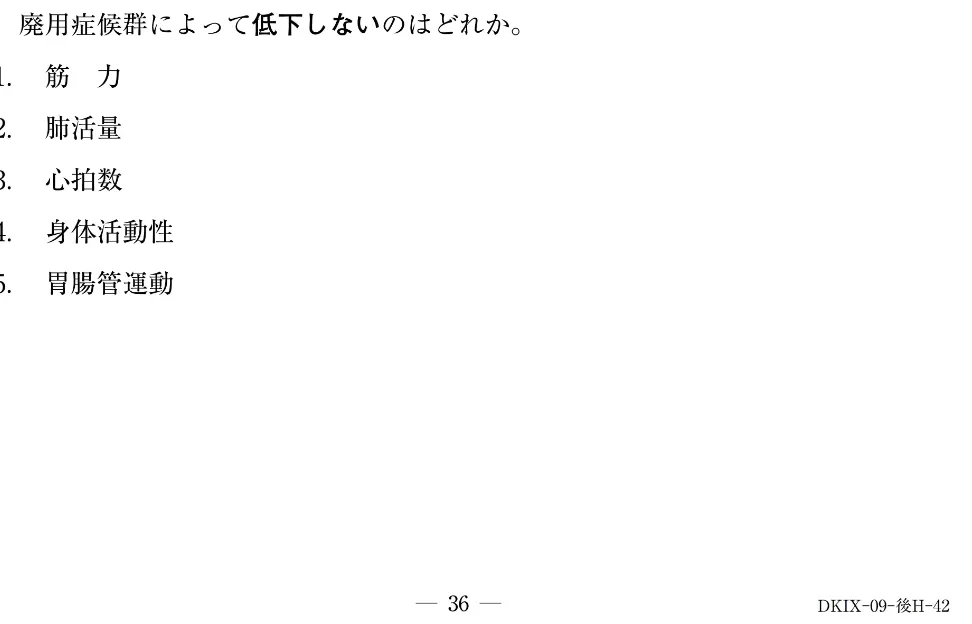 廃用症候群によって低下しないのはどれか。
1. 筋　力
2. 肺活量
3. 心拍数
4. 身体活動性
5. 胃腸管運動
— 36 —
DKIX-09-後H-42